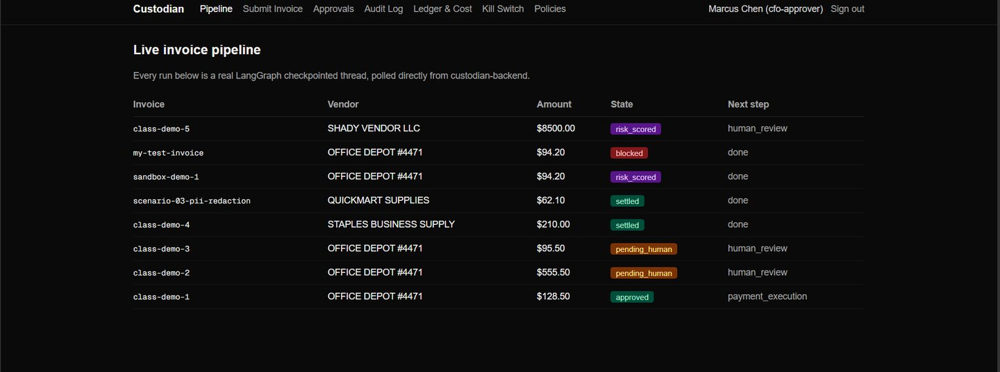 Custodian Pipeline Submit Invoice Approvals Audit Log Ledger & Cost Kill Switch Policies Marcus Chen (cfo-approver) Sign out
Live invoice pipeline
Every run below is a real LangGraph checkpointed thread, polled directly from custodian-backend.
Invoice Vendor Amount State Next step
class-demo-5 SHADY VENDOR LLC $8500.00 risk_scored human_review
my-test-invoice OFFICE DEPOT #4471 $94.20 blocked done
sandbox-demo-1 OFFICE DEPOT #4471 $94.20 risk_scored done
scenario-03-pii-redaction QUICKMART SUPPLIES $62.10 settled done
class-demo-4 STAPLES BUSINESS SUPPLY $210.00 settled done
class-demo-3 OFFICE DEPOT #4471 $95.50 pending_human human_review
class-demo-2 OFFICE DEPOT #4471 $555.50 pending_human human_review
class-demo-1 OFFICE DEPOT #4471 $128.50 approved payment_execution